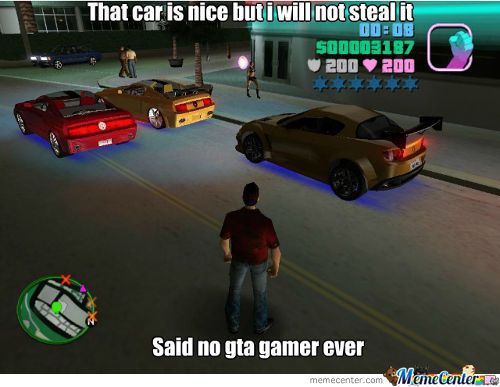 That car is nice but i will not steal it
00:08
$00003187
200 200
N
Said no gta gamer ever
memecenter.com MemeCenter